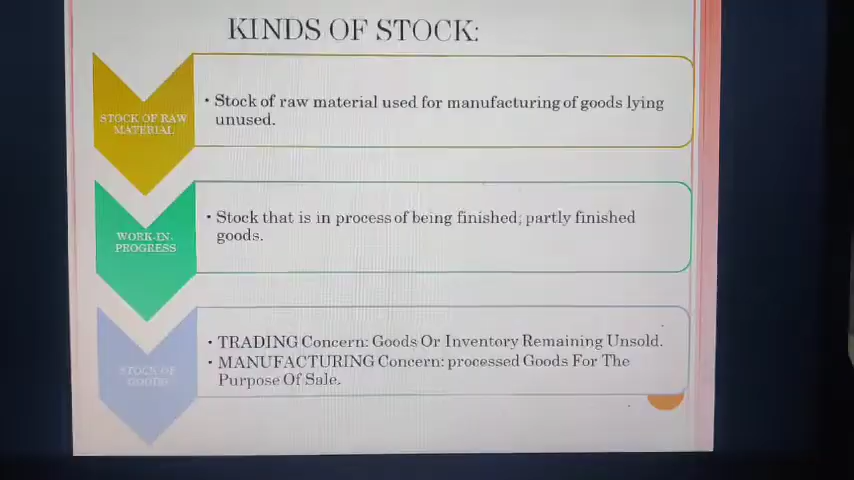 KINDS OF STOCK:
STOCK OF RAW
MATERIAL
• Stock of raw material used for manufacturing of goods lying
unused.
WORK-IN-
PROGRESS
• Stock that is in process of being finished; partly finished
goods.
STOCK OF
GOODS
• TRADING Concern: Goods Or Inventory Remaining Unsold.
• MANUFACTURING Concern: processed Goods For The
Purpose Of Sale.